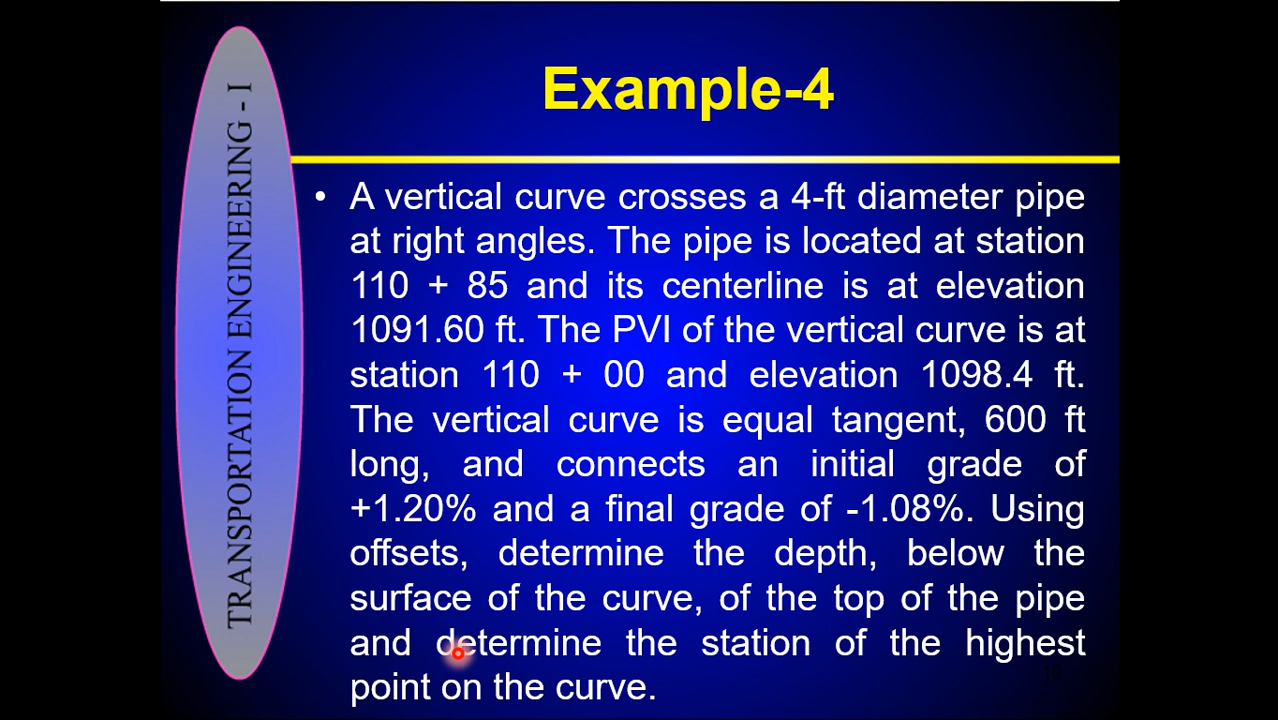 TRANSPORTATION ENGINEERING - I
Example-4
• A vertical curve crosses a 4-ft diameter pipe
at right angles. The pipe is located at station
110 + 85 and its centerline is at elevation
1091.60 ft. The PVI of the vertical curve is at
station 110 + 00 and elevation 1098.4 ft.
The vertical curve is equal tangent, 600 ft
long, and connects an initial grade of
+1.20% and a final grade of -1.08%. Using
offsets, determine the depth, below the
surface of the curve, of the top of the pipe
and determine the station of the highest
point on the curve.